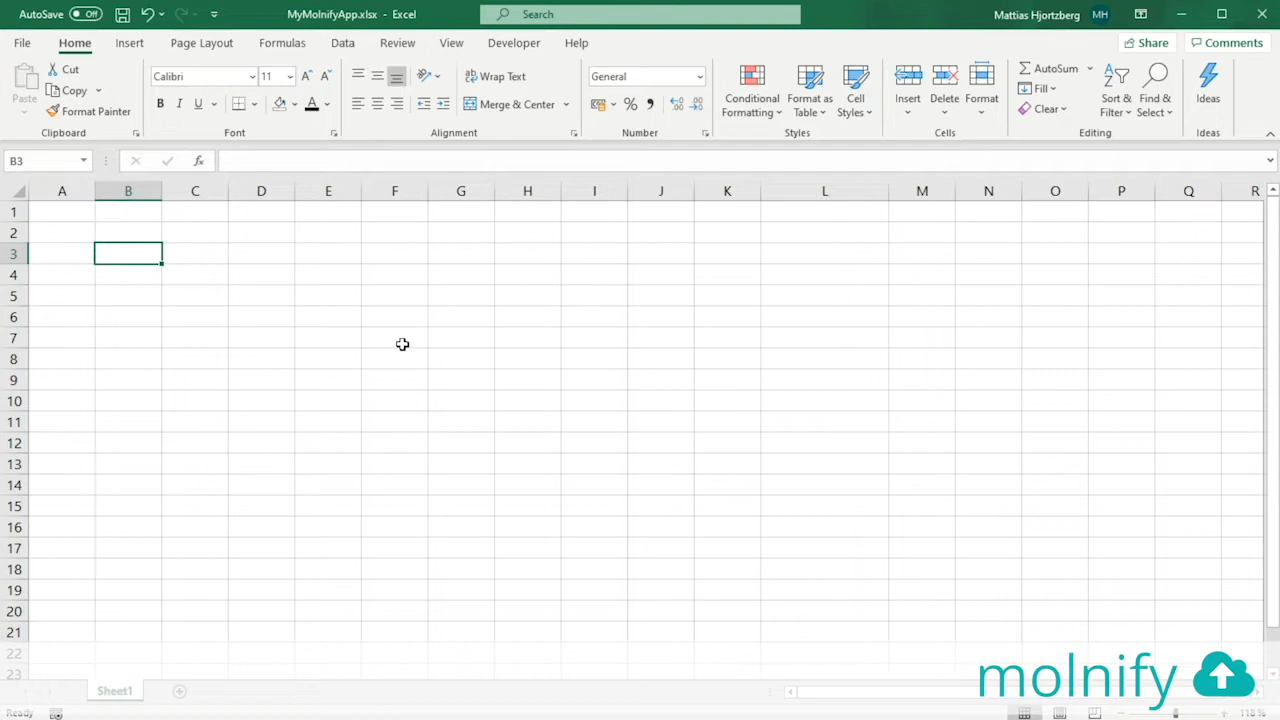 AutoSave Off MyMolnifyApp.xlsx - Excel Search Mattias Hjortzberg MH
File Home Insert Page Layout Formulas Data Review View Developer Help Share Comments
Paste Cut Copy Format Painter Clipboard
Calibri 11 B I U A Font
Wrap Text Merge & Center Alignment
General % , Number
Conditional Formatting Format as Table Cell Styles Styles
Insert Delete Format Cells
AutoSum Fill Clear Sort & Filter Find & Select Editing
Ideas Ideas
B3 fx
A B C D E F G H I J K L M N O P Q R
1
2
3
4
5
6
7
8
9
10
11
12
13
14
15
16
17
18
19
20
21
22
23
molnify
Sheet1
Ready 118 %